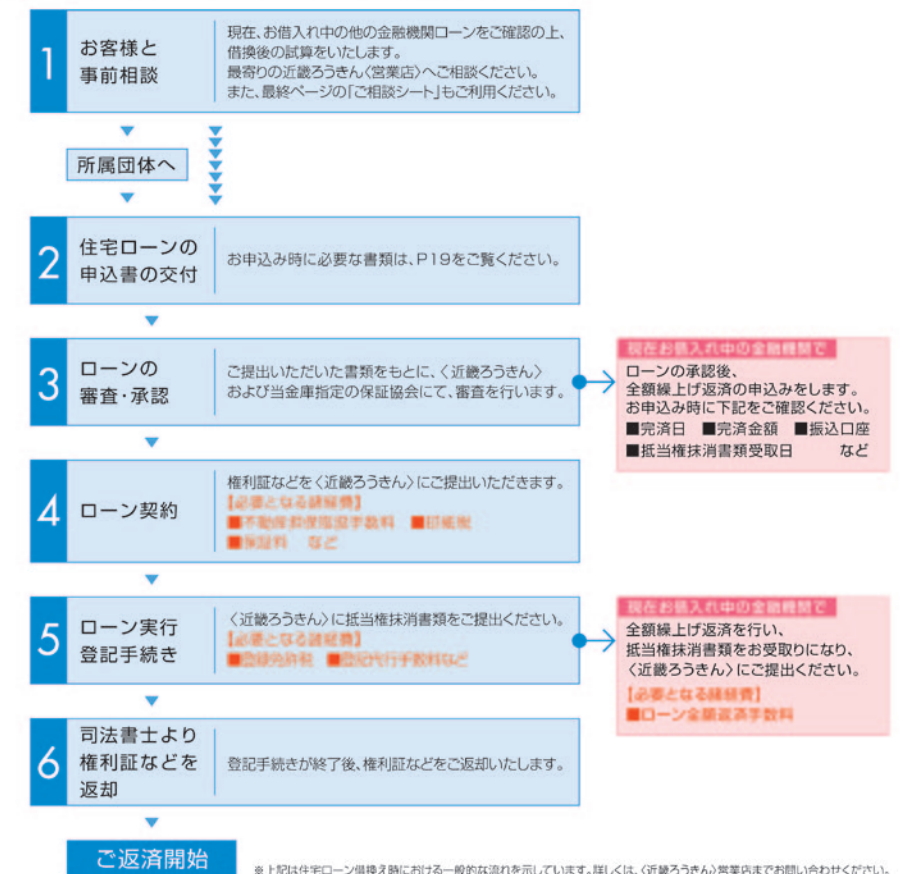 1
お客様と
事前相談
現在、お借入れ中の他の金融機関ローンをご確認の上、
借換後の試算をいたします。
最寄りの近畿ろうきん〈営業店〉へご相談ください。
また、最終ページの「ご相談シート」もご利用ください。
所属団体へ
2
住宅ローンの
申込書の交付
お申込み時に必要な書類は、P19をご覧ください。
3
ローンの
審査・承認
ご提出いただいた書類をもとに、〈近畿ろうきん〉
および当金庫指定の保証協会にて、審査を行います。
現在お借入れ中の金融機関で
ローンの承認後、
全額繰上げ返済の申込みをします。
お申込み時に下記をご確認ください。
■完済日 ■完済金額 ■振込口座
■抵当権抹消書類受取日 など
4
ローン契約
権利証などを〈近畿ろうきん〉にご提出いただきます。
【必要となる諸経費】
■不動産担保取扱手数料 ■印紙税
■保証料 など
5
ローン実行
登記手続き
〈近畿ろうきん〉に抵当権抹消書類をご提出ください。
【必要となる諸経費】
■登録免許税 ■登記代行手数料など
現在お借入れ中の金融機関で
全額繰上げ返済を行い、
抵当権抹消書類をお受取りになり、
〈近畿ろうきん〉にご提出ください。
【必要となる諸経費】
■ローン全額返済手数料
6
司法書士より
権利証などを
返却
登記手続きが終了後、権利証などをご返却いたします。
ご返済開始
※上記は住宅ローン借換え時における一般的な流れを示しています。詳しくは、〈近畿ろうきん〉営業店までお問い合わせください。